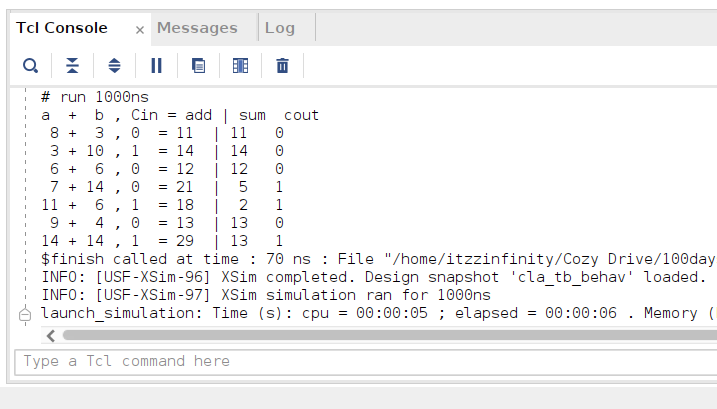 Tcl Console × Messages Log
# run 1000ns
a + b , Cin = add | sum cout
8 + 3 , 0 = 11 | 11 0
3 + 10 , 1 = 14 | 14 0
6 + 6 , 0 = 12 | 12 0
7 + 14 , 0 = 21 | 5 1
11 + 6 , 1 = 18 | 2 1
9 + 4 , 0 = 13 | 13 0
14 + 14 , 1 = 29 | 13 1
$finish called at time : 70 ns : File "/home/itzzinfinity/Cozy Drive/100day
INFO: [USF-XSim-96] XSim completed. Design snapshot 'cla_tb_behav' loaded.
INFO: [USF-XSim-97] XSim simulation ran for 1000ns
launch_simulation: Time (s): cpu = 00:00:05 ; elapsed = 00:00:06 . Memory (
Type a Tcl command here